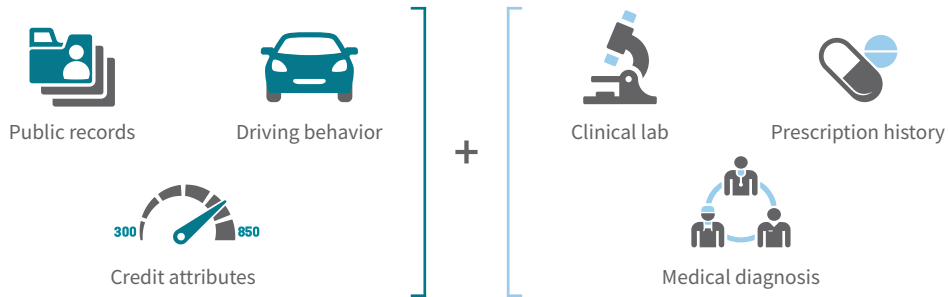 Public records
Driving behavior
300
850
Credit attributes
+
Clinical lab
Prescription history
Medical diagnosis